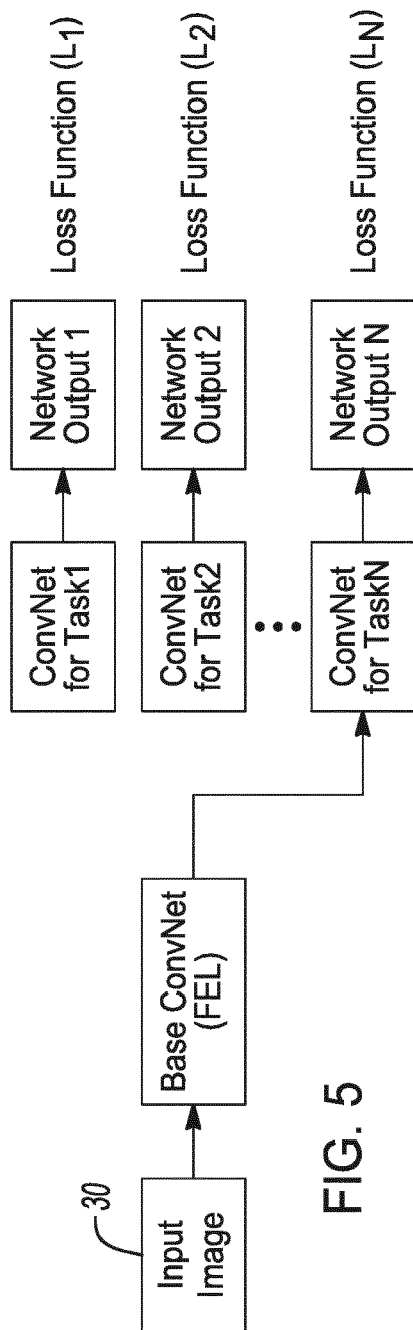 30
Input
Image
Base ConvNet
(FEL)
ConvNet
for Task1
Network
Output 1
Loss Function (L1)
ConvNet
for Task2
Network
Output 2
Loss Function (L2)
ConvNet
for TaskN
Network
Output N
Loss Function (LN)
FIG. 5